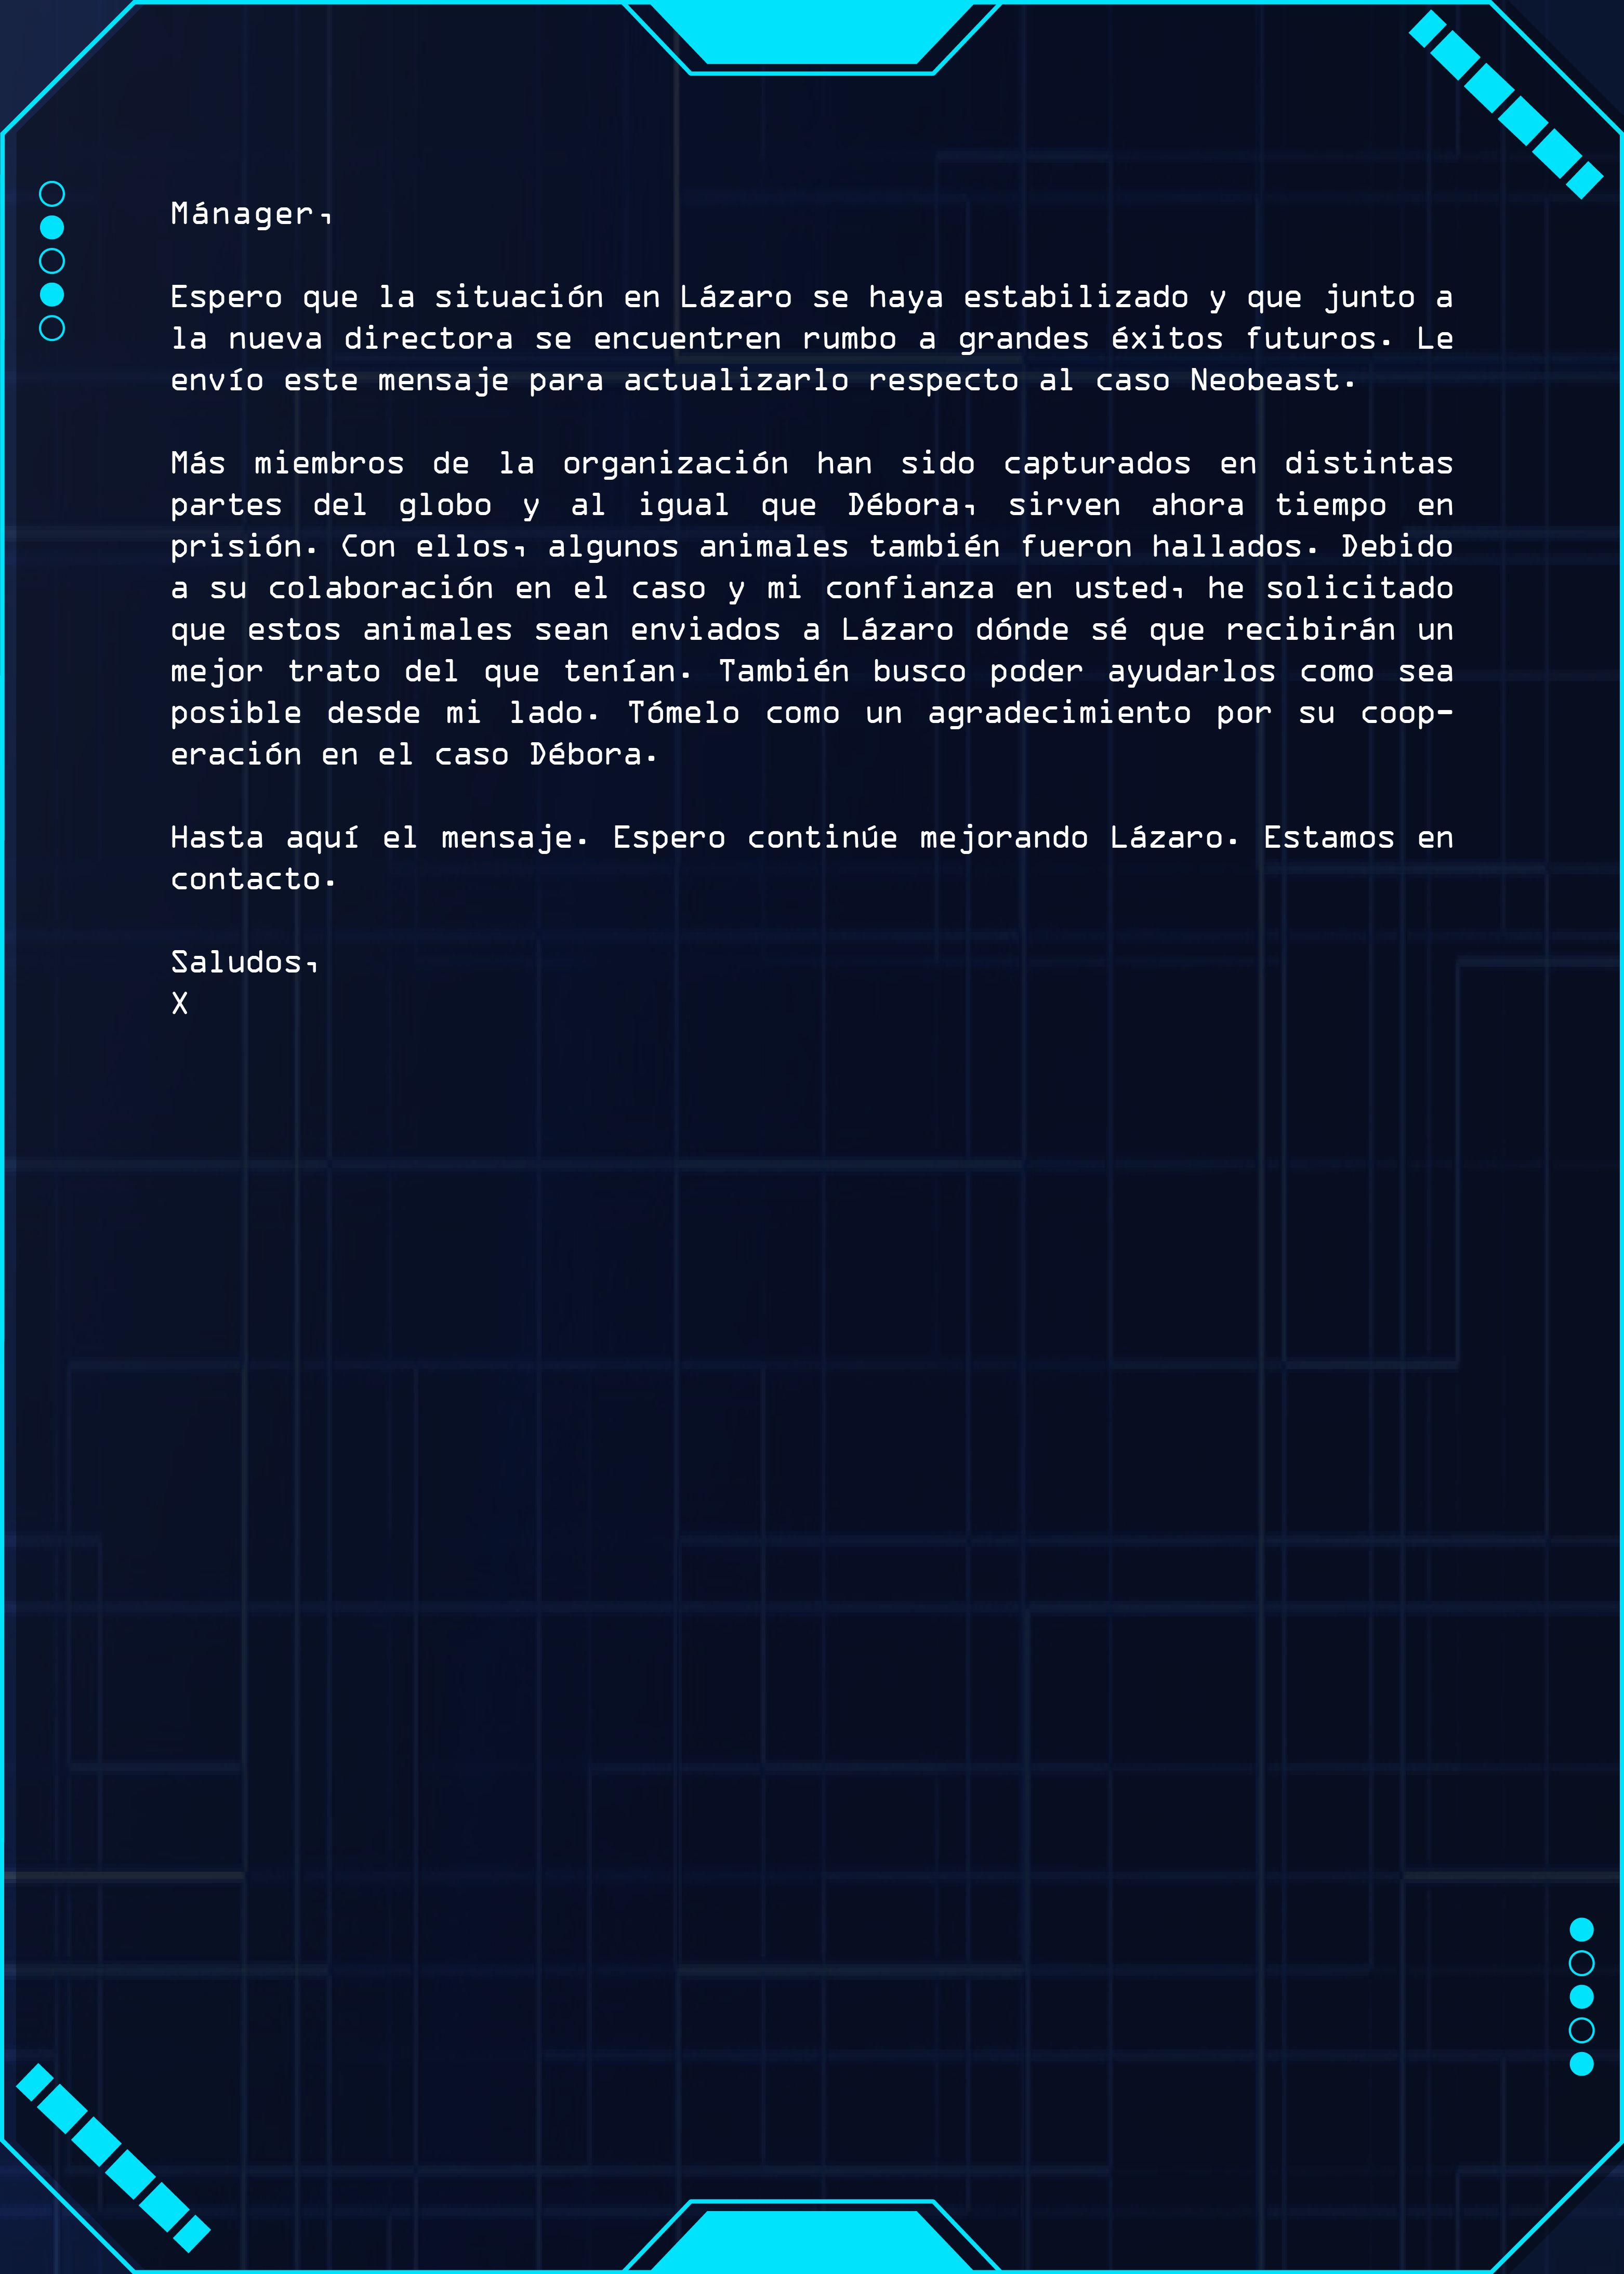 Mánager,
Espero que la situación en Lázaro se haya estabilizado y que junto a
la nueva directora se encuentren rumbo a grandes éxitos futuros. Le
envío este mensaje para actualizarlo respecto al caso Neobeast.
Más miembros de la organización han sido capturados en distintas
partes del globo y al igual que Débora, sirven ahora tiempo en
prisión. Con ellos, algunos animales también fueron hallados. Debido
a su colaboración en el caso y mi confianza en usted, he solicitado
que estos animales sean enviados a Lázaro dónde sé que recibirán un
mejor trato del que tenían. También busco poder ayudarlos como sea
posible desde mi lado. Tómelo como un agradecimiento por su coop-
eración en el caso Débora.
Hasta aquí el mensaje. Espero continúe mejorando Lázaro. Estamos en
contacto.
Saludos,
X